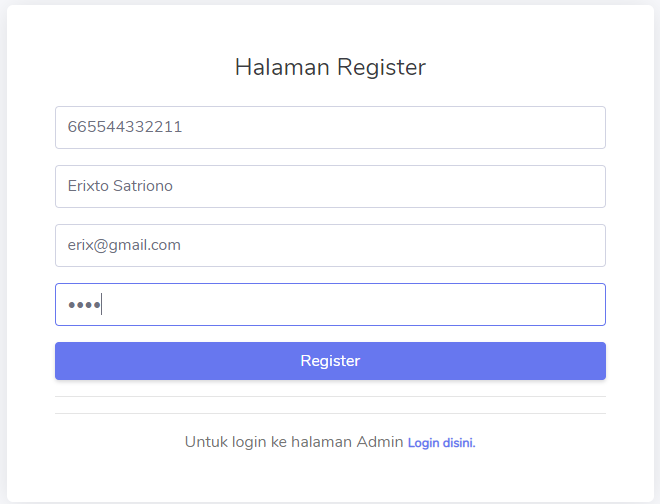 Halaman Register
665544332211
Erixto Satriono
erix@gmail.com
••••
Register
Untuk login ke halaman Admin Login disini.